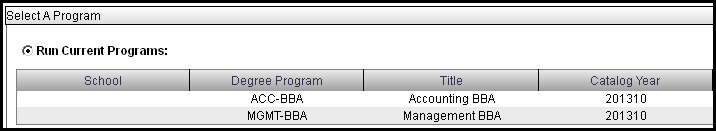 Select A Program
Run Current Programs:
School Degree Program Title Catalog Year
ACC-BBA Accounting BBA 201310
MGMT-BBA Management BBA 201310